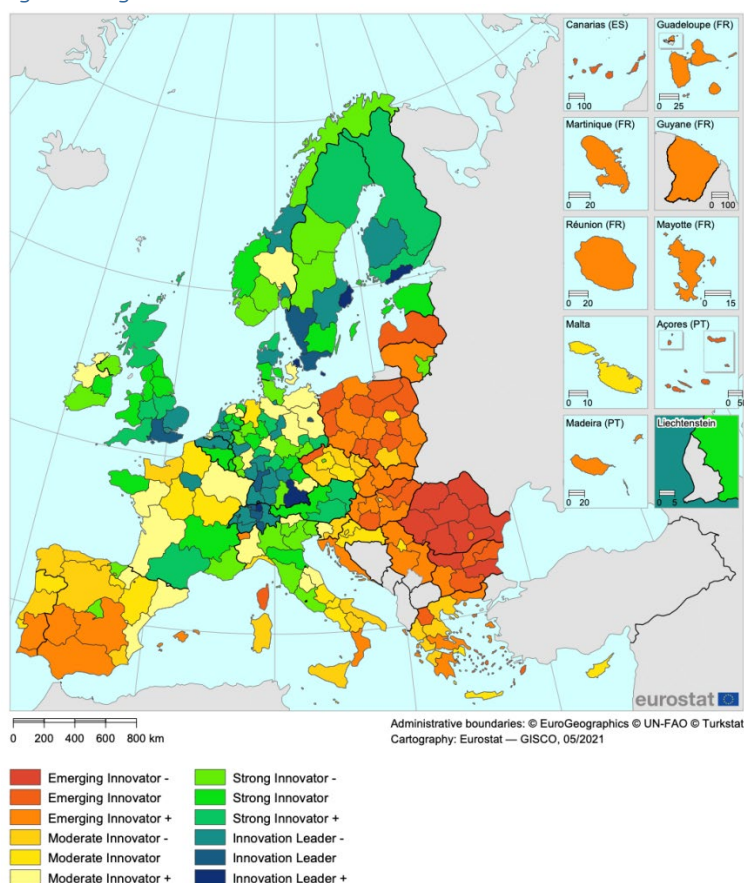 Canarias (ES)
0 100
Guadeloupe (FR)
0 25
Martinique (FR)
0 20
Guyane (FR)
0 100
Réunion (FR)
0 20
Mayotte (FR)
0 15
Malta
0 10
Açores (PT)
0
Madeira (PT)
0 20
Liechtenstein
0 5
eurostat
0 200 400 600 800 km
Administrative boundaries: © EuroGeographics © UN-FAO © Turkstat
Cartography: Eurostat — GISCO, 05/2021
Emerging Innovator -
Emerging Innovator
Emerging Innovator +
Moderate Innovator -
Moderate Innovator
Moderate Innovator +
Strong Innovator -
Strong Innovator
Strong Innovator +
Innovation Leader -
Innovation Leader
Innovation Leader +